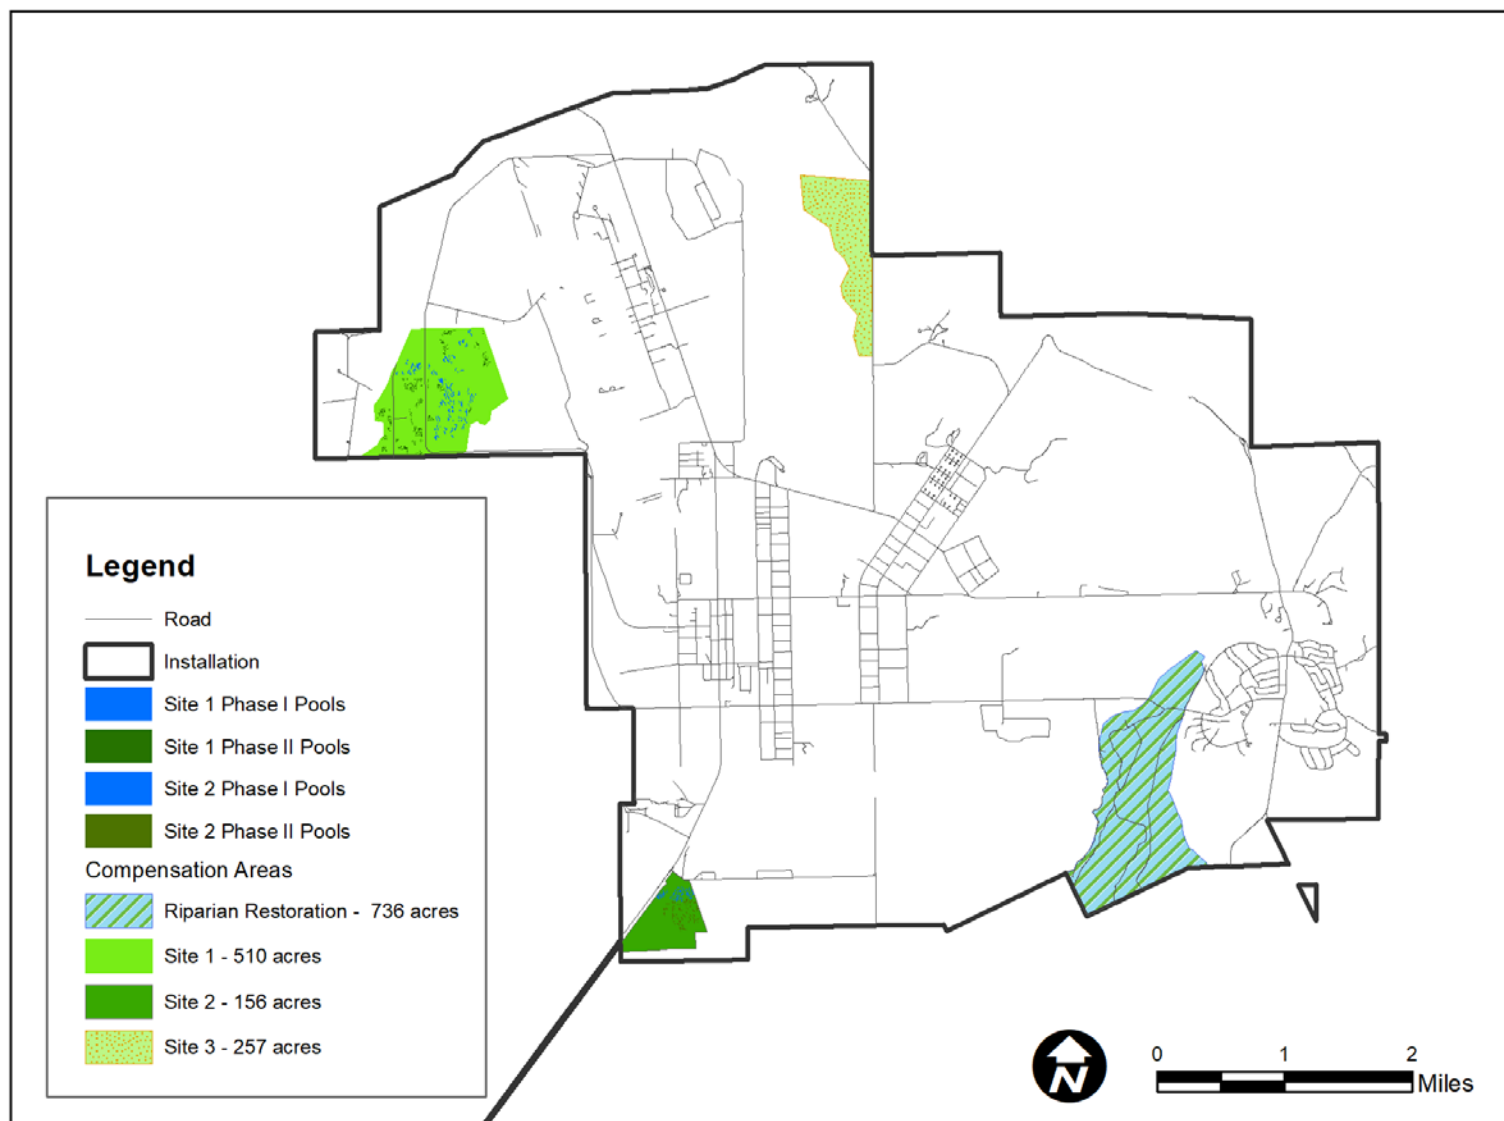 Legend
Road
Installation
Site 1 Phase I Pools
Site 1 Phase II Pools
Site 2 Phase I Pools
Site 2 Phase II Pools
Compensation Areas
Riparian Restoration - 736 acres
Site 1 - 510 acres
Site 2 - 156 acres
Site 3 - 257 acres
N
0 1 2
Miles